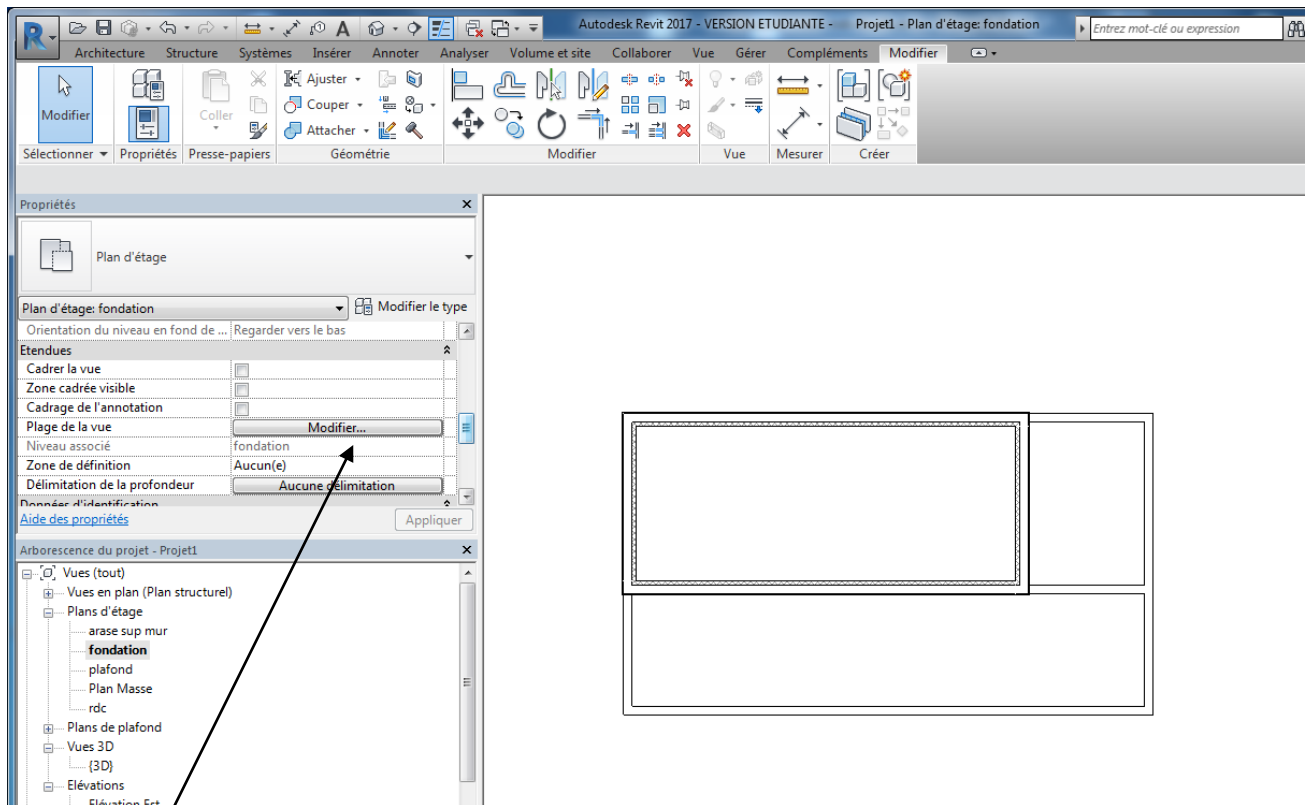 Autodesk Revit 2017 - VERSION ETUDIANTE - Projet1 - Plan d'étage: fondation
Entrez mot-clé ou expression
Architecture Structure Systèmes Insérer Annoter Analyser Volume et site Collaborer Vue Gérer Compléments Modifier
Modifier
Coller
Ajuster
Couper
Attacher
Sélectionner Propriétés Presse-papiers Géométrie Modifier Vue Mesurer Créer
Propriétés
Plan d'étage
Plan d'étage: fondation Modifier le type
Orientation du niveau en fond de ... Regarder vers le bas
Etendues
Cadrer la vue
Zone cadrée visible
Cadrage de l'annotation
Plage de la vue Modifier...
Niveau associé fondation
Zone de définition Aucun(e)
Délimitation de la profondeur Aucune délimitation
Données d'identification
Aide des propriétés Appliquer
Arborescence du projet - Projet1
Vues (tout)
Vues en plan (Plan structurel)
Plans d'étage
arase sup mur
fondation
plafond
Plan Masse
rdc
Plans de plafond
Vues 3D
{3D}
Elévations
Elévation Est